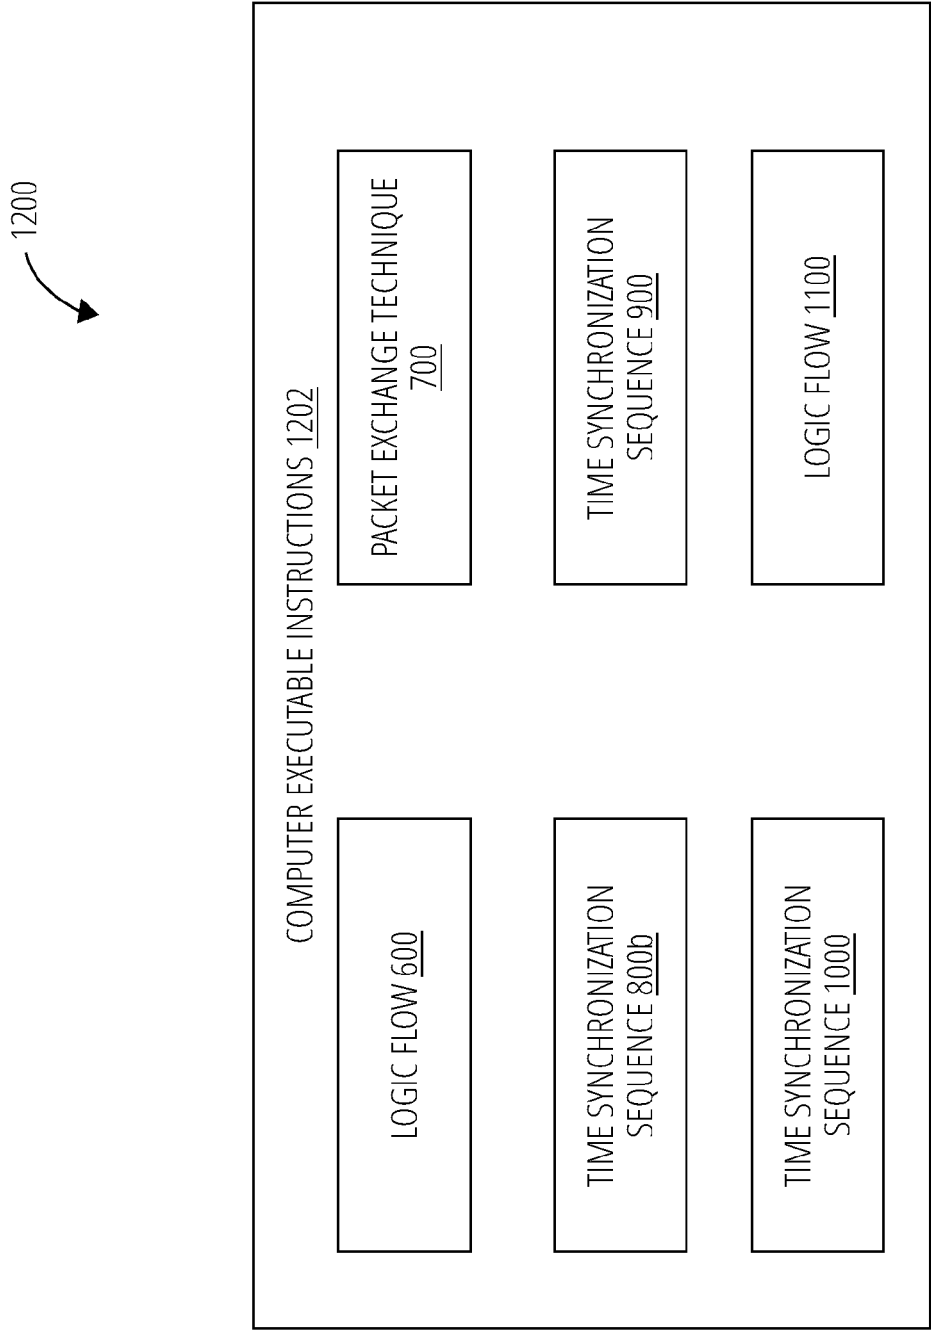 1200
COMPUTER EXECUTABLE INSTRUCTIONS 1202
LOGIC FLOW 600
PACKET EXCHANGE TECHNIQUE
700
TIME SYNCHRONIZATION
SEQUENCE 800b
TIME SYNCHRONIZATION
SEQUENCE 900
TIME SYNCHRONIZATION
SEQUENCE 1000
LOGIC FLOW 1100